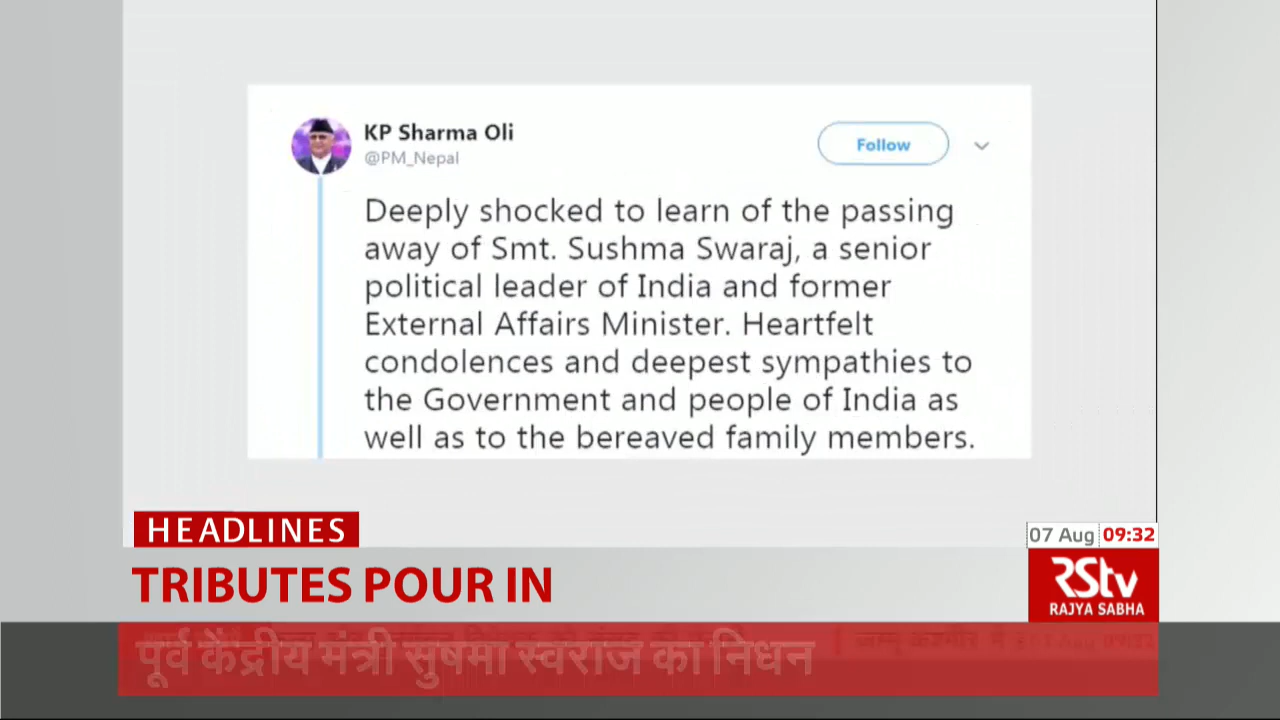 KP Sharma Oli
@PM_Nepal
Follow
Deeply shocked to learn of the passing
away of Smt. Sushma Swaraj, a senior
political leader of India and former
External Affairs Minister. Heartfelt
condolences and deepest sympathies to
the Government and people of India as
well as to the bereaved family members.
HEADLINES
07 Aug 09:32
TRIBUTES POUR IN
RStv
RAJYA SABHA
पूर्व केंद्रीय मंत्री सुषमा स्वराज का निधन